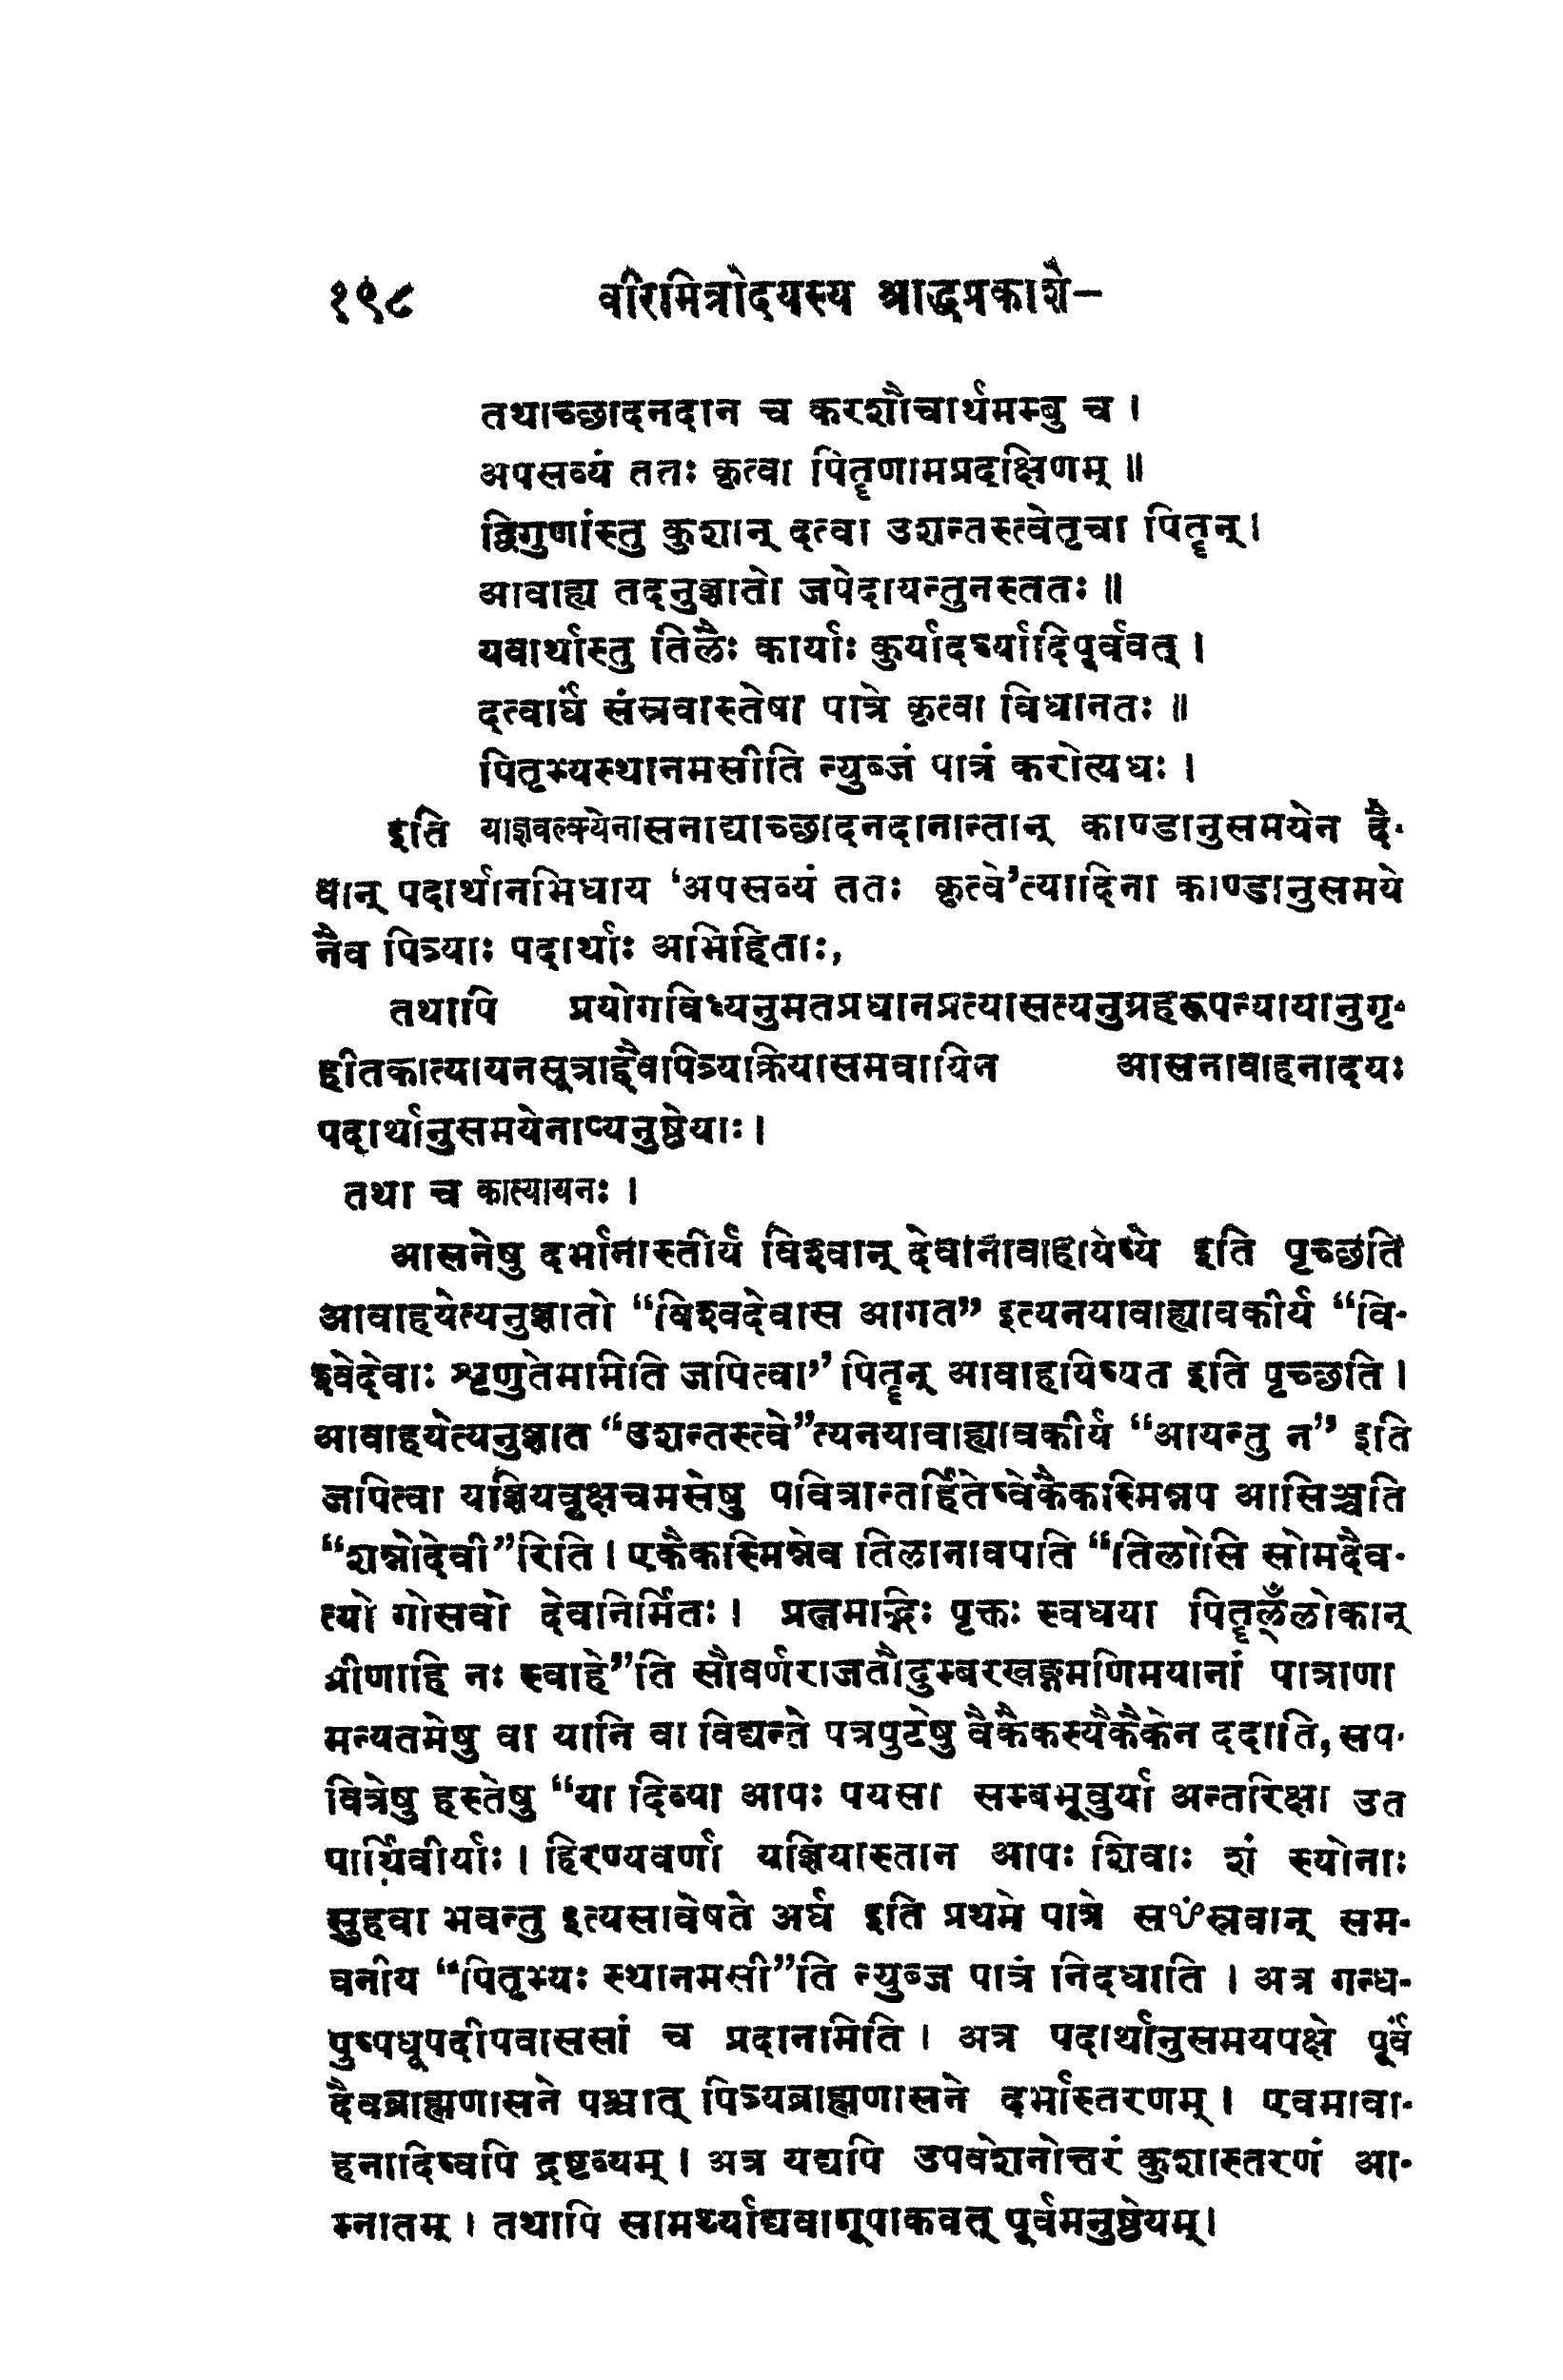 १९८ वीरमित्रोदयस्य श्राद्धप्रकाशे-
तथाच्छादनदान च करशौचार्थमम्बु च ।
अपसव्यं ततः कृत्वा पितॄणामप्रदक्षिणम् ॥
द्विगुणांस्तु कुशान् दत्वा उशन्तस्त्वेतृचा पितॄन् ।
आवाह्य तदनुज्ञातो जपेदायन्तुनस्ततः ॥
यवार्थास्तु तिलैः कार्याः कुर्यादर्घ्यादिपूर्ववत् ।
दत्वार्घं संस्रवास्तेषा पात्रे कृत्वा विधानतः ॥
पितृभ्यस्थानमसीति न्युब्जं पात्रं करोत्यधः ।
इति याज्ञवल्क्येनासनाद्याच्छादनदानान्तान् काण्डानुसमयेन दै-
वान् पदार्थानभिधाय 'अपसव्यं ततः कृत्वे'त्यादिना काण्डानुसमये
नैव पित्र्याः पदार्थाः अभिहिताः,
तथापि प्रयोगविध्यनुमतप्रधानप्रत्यासत्यनुग्रहरूपन्यायानुगृ-
हीतकात्यायनसूत्राद्दैवपित्र्यक्रियासमवायिन आसनावाहनादयः
पदार्थानुसमयेनाप्यनुष्ठेयाः ।
तथा च कात्यायनः ।
आसनेषु दर्भानास्तीर्य विश्वान् देवानावाहयिष्ये इति पृच्छति
आवाहयेत्यनुज्ञातो “विश्वदेवास आगत” इत्यनयावाह्यावकीर्य “वि-
श्वेदेवाः शृणुतेममिति जपित्वा” पितॄन् आवाहयिष्यत इति पृच्छति ।
आवाहयेत्यनुज्ञात “उशन्तस्त्वे”त्यनयावाह्यावकीर्य “आयन्तु न” इति
जपित्वा यज्ञियवृक्षचमसेषु पवित्रान्तर्हितेष्वेकैकस्मिन्नप आसिञ्चति
“शन्नोदेवी”रिति । एकैकस्मिन्नेव तिलानावपति “तिलोसि सोमदैव-
त्यो गोसवो देवनिर्मितः । प्रत्नमद्भिः पृक्तः स्वधया पितॄल्ँलोकान्
प्रीणाहि नः स्वाहे”ति सौवर्णराजतौदुम्बरखड्गमणिमयानां पात्राणा
मन्यतमेषु वा यानि वा विद्यन्ते पत्रपुटेषु वैकैकस्यैकैकेन ददाति, सप-
वित्रेषु हस्तेषु “या दिव्या आपः पयसा सम्बभूवुर्या अन्तरिक्षा उत
पार्थिवीर्याः । हिरण्यवर्णा यज्ञियास्तान आपः शिवाः शं स्योनाः
सुहवा भवन्तु इत्यसावेषते अर्घ इति प्रथमे पात्रे सꣳस्रवान् सम-
वनीय “पितृभ्यः स्थानमसी”ति न्युब्ज पात्रं निदधाति । अत्र गन्ध-
पुष्पधूपदीपवाससां च प्रदानमिति । अत्र पदार्थानुसमयपक्षे पूर्वं
दैवब्राह्मणासने पश्चात् पित्र्यब्राह्मणासने दर्भास्तरणम् । एवमावा-
हनादिष्वपि द्रष्टव्यम् । अत्र यद्यपि उपवेशनोत्तरं कुशास्तरणं आ-
म्नातम् । तथापि सामर्थ्याद्यवागूपाकवत् पूर्वमनुष्ठेयम् ।